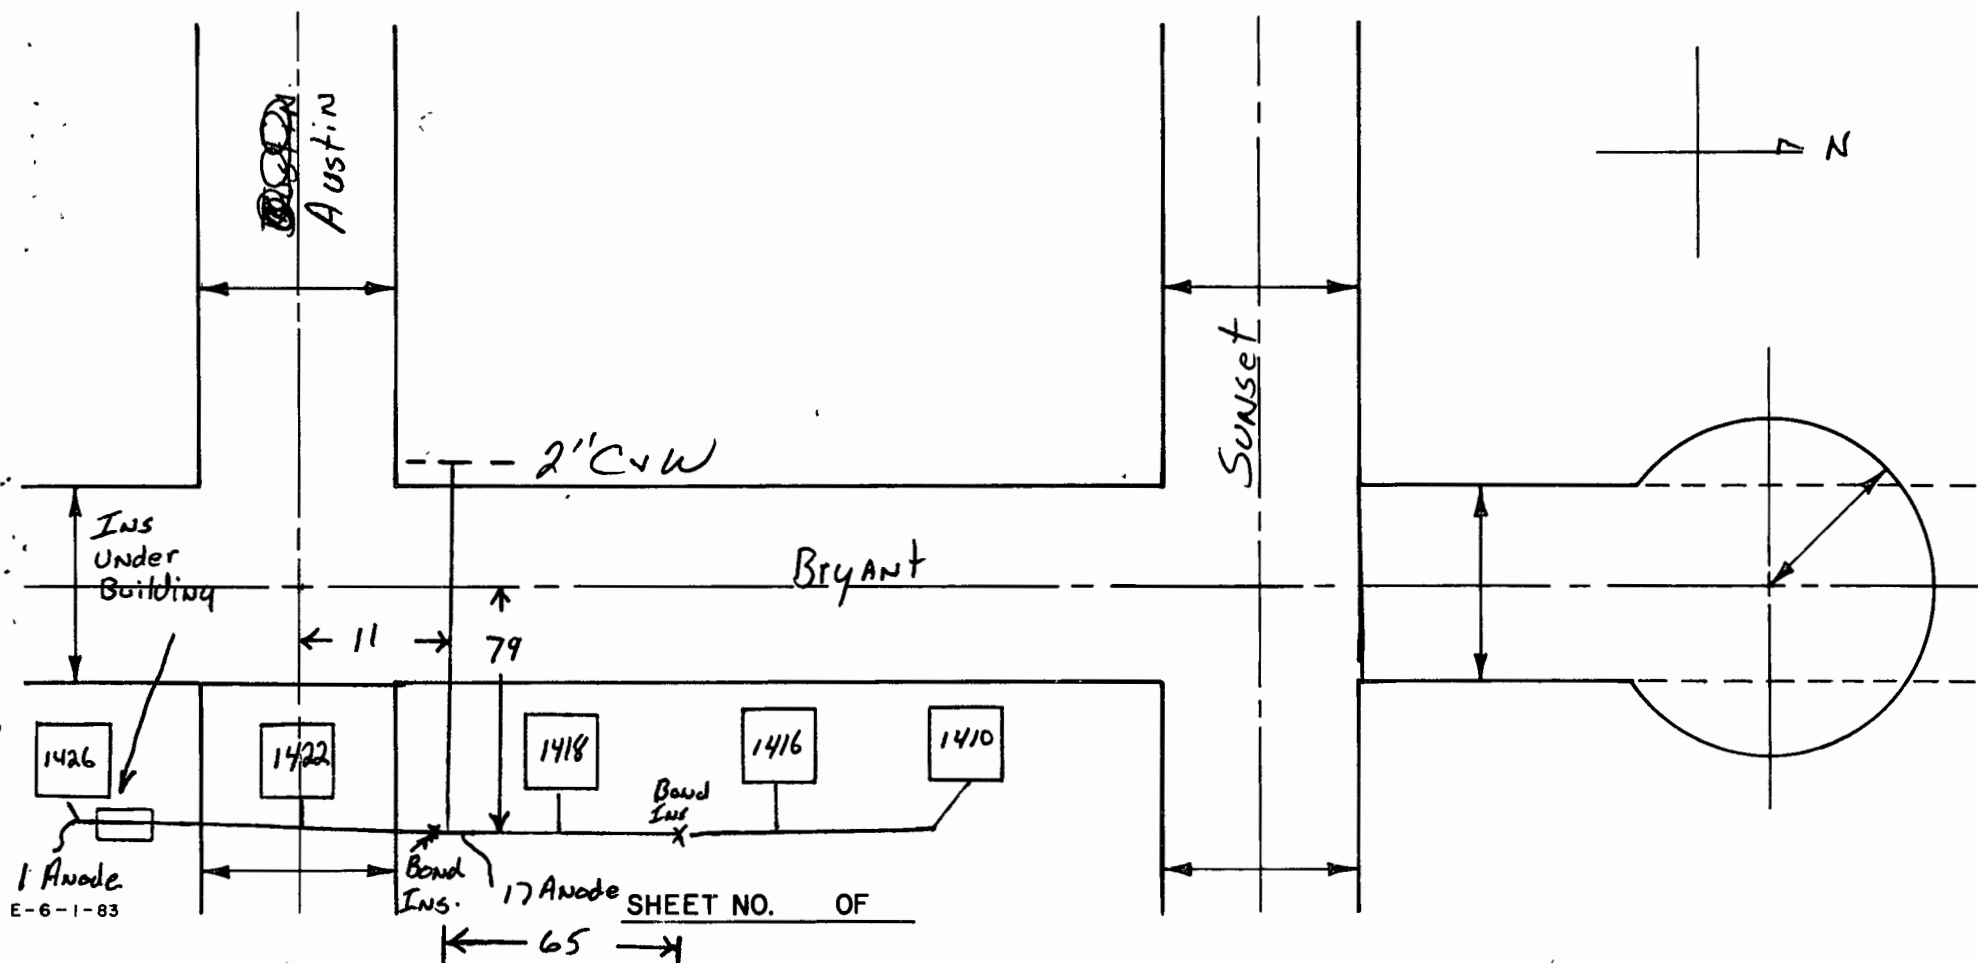 Austin
N
Sunset
2" C & W
Ins
Under
Building
Bryant
11
79
1426
1422
1418
1416
1410
Bond
Ins
1 Anode
Bond
Ins.
17 Anode
E-6-1-83
SHEET NO. OF
65